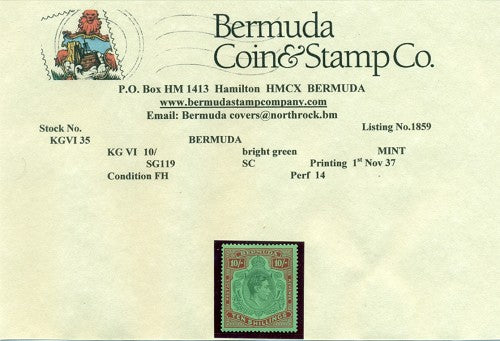 Bermuda
Coin&Stamp Co.
P.O. Box HM 1413 Hamilton HMCX BERMUDA
www.bermudastampcompany.com
Email: Bermuda covers@northrock.bm
Stock No. Listing No.1859
KGVI 35 BERMUDA
KG VI 10/ bright green MINT
SG119 SC Printing 1st Nov 37
Condition FH Perf 14
BERMUDA
10/- 10/-
TEN SHILLINGS